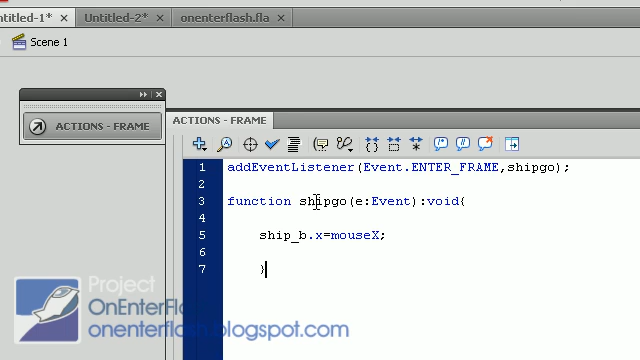 ntitled-1* × Untitled-2* × onenterflash.fla ×
Scene 1
ACTIONS - FRAME
ACTIONS - FRAME
1 addEventListener(Event.ENTER_FRAME,shipgo);
2
3 function shipgo(e:Event):void{
4
5 ship_b.x=mouseX;
6
7 }
Project
OnEnterFla
onenterflash.blogspot.com